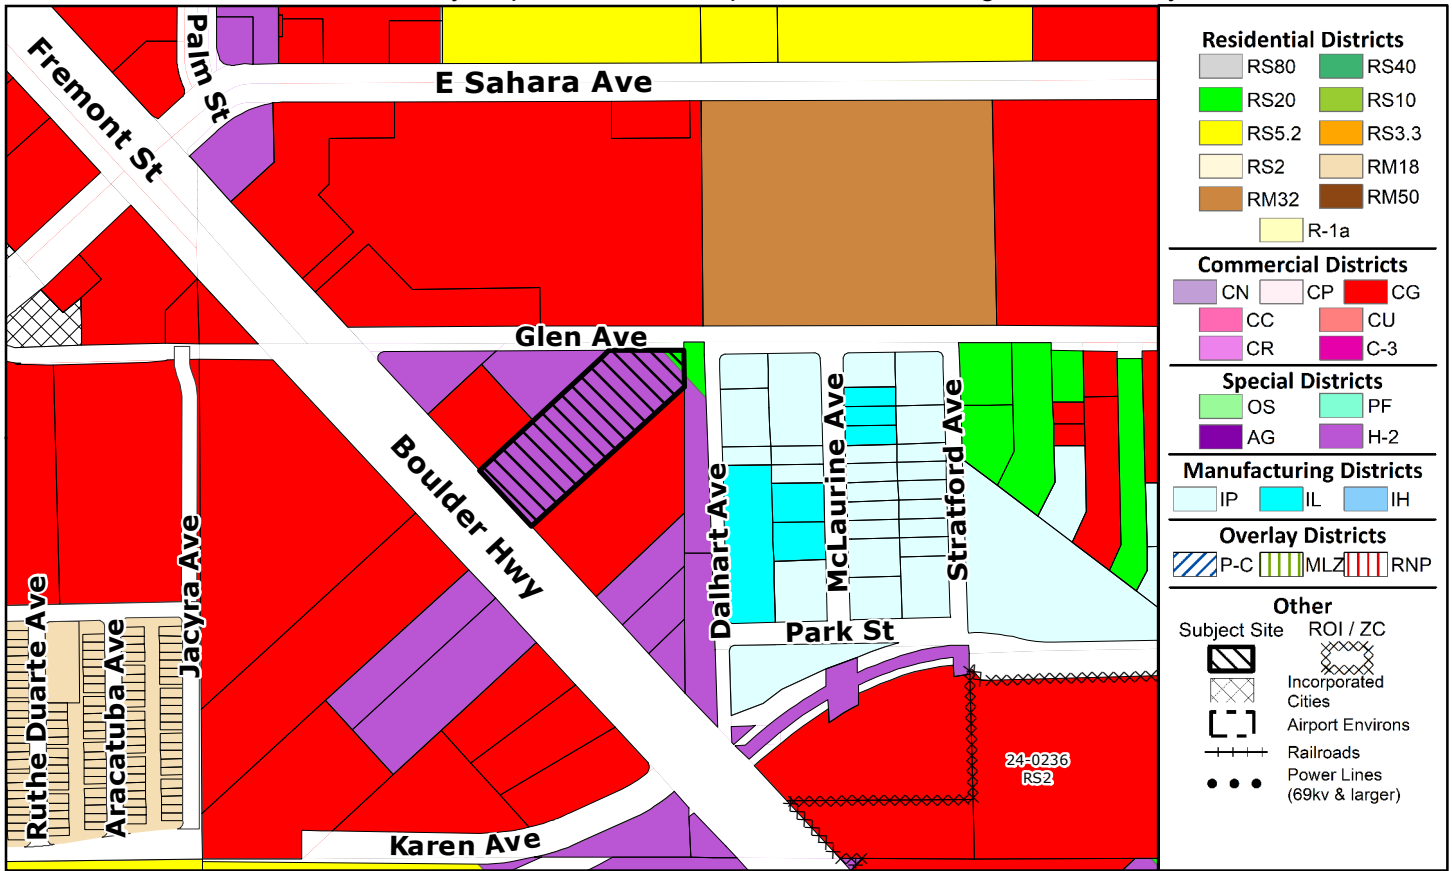 Palm St
Fremont St
E Sahara Ave
Glen Ave
Boulder Hwy
Dalhart Ave
McLaurine Ave
Stratford Ave
Jacyra Ave
Ruthe Duarte Ave
Aracatuba Ave
Park St
24-0236
RS2
Karen Ave
Residential Districts
RS80 RS40
RS20 RS10
RS5.2 RS3.3
RS2 RM18
RM32 RM50
R-1a
Commercial Districts
CN CP CG
CC CU
CR C-3
Special Districts
OS PF
AG H-2
Manufacturing Districts
IP IL IH
Overlay Districts
P-C MLZ RNP
Other
Subject Site ROI / ZC
Incorporated
Cities
Airport Environs
Railroads
Power Lines
(69kv & larger)